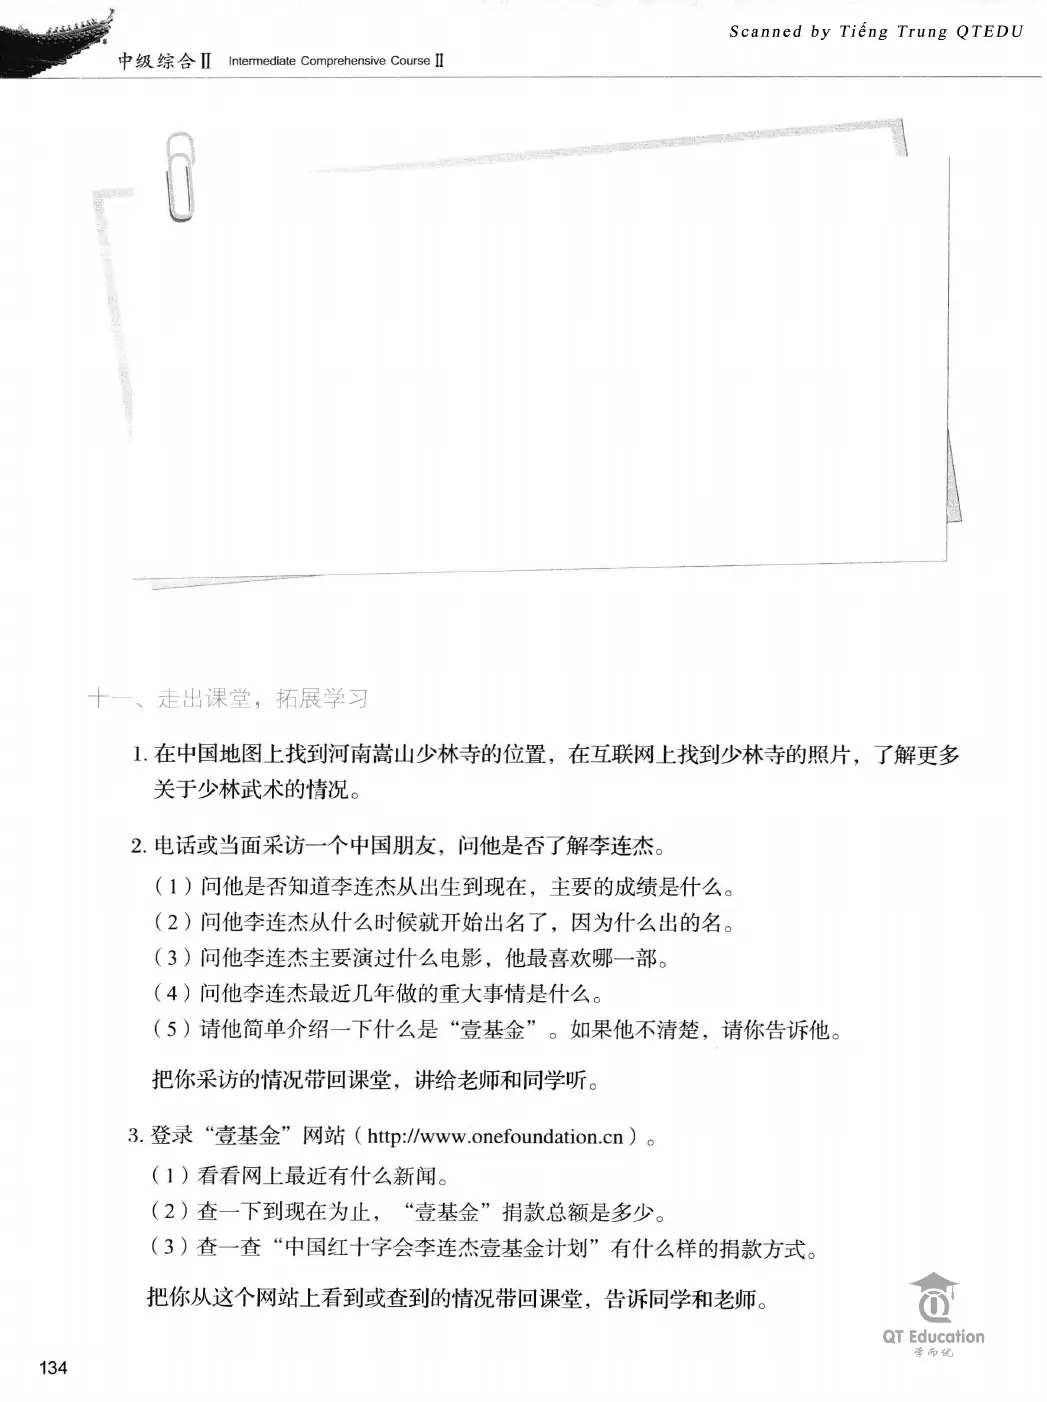 Scanned by Tiếng Trung QTEDU
中级综合Ⅱ Intermediate Comprehensive Course Ⅱ
十一、走出课堂，拓展学习
1. 在中国地图上找到河南嵩山少林寺的位置，在互联网上找到少林寺的照片，了解更多
关于少林武术的情况。
2. 电话或当面采访一个中国朋友，问他是否了解李连杰。
（1）问他是否知道李连杰从出生到现在，主要的成绩是什么。
（2）问他李连杰从什么时候就开始出名了，因为什么出的名。
（3）问他李连杰主要演过什么电影，他最喜欢哪一部。
（4）问他李连杰最近几年做的重大事情是什么。
（5）请他简单介绍一下什么是“壹基金”。如果他不清楚，请你告诉他。
把你采访的情况带回课堂，讲给老师和同学听。
3. 登录“壹基金”网站（http://www.onefoundation.cn）。
（1）看看网上最近有什么新闻。
（2）查一下到现在为止，“壹基金”捐款总额是多少。
（3）查一查“中国红十字会李连杰壹基金计划”有什么样的捐款方式。
把你从这个网站上看到或查到的情况带回课堂，告诉同学和老师。
QT Education
学而优
134